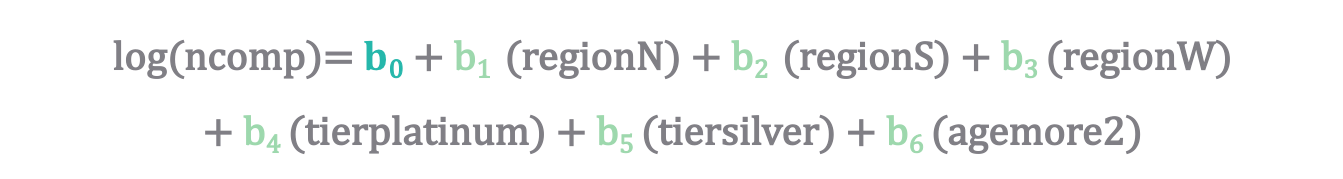 log(ncomp)= b₀ + b₁ (regionN) + b₂ (regionS) + b₃ (regionW)
+ b₄ (tierplatinum) + b₅ (tiersilver) + b₆ (agemore2)